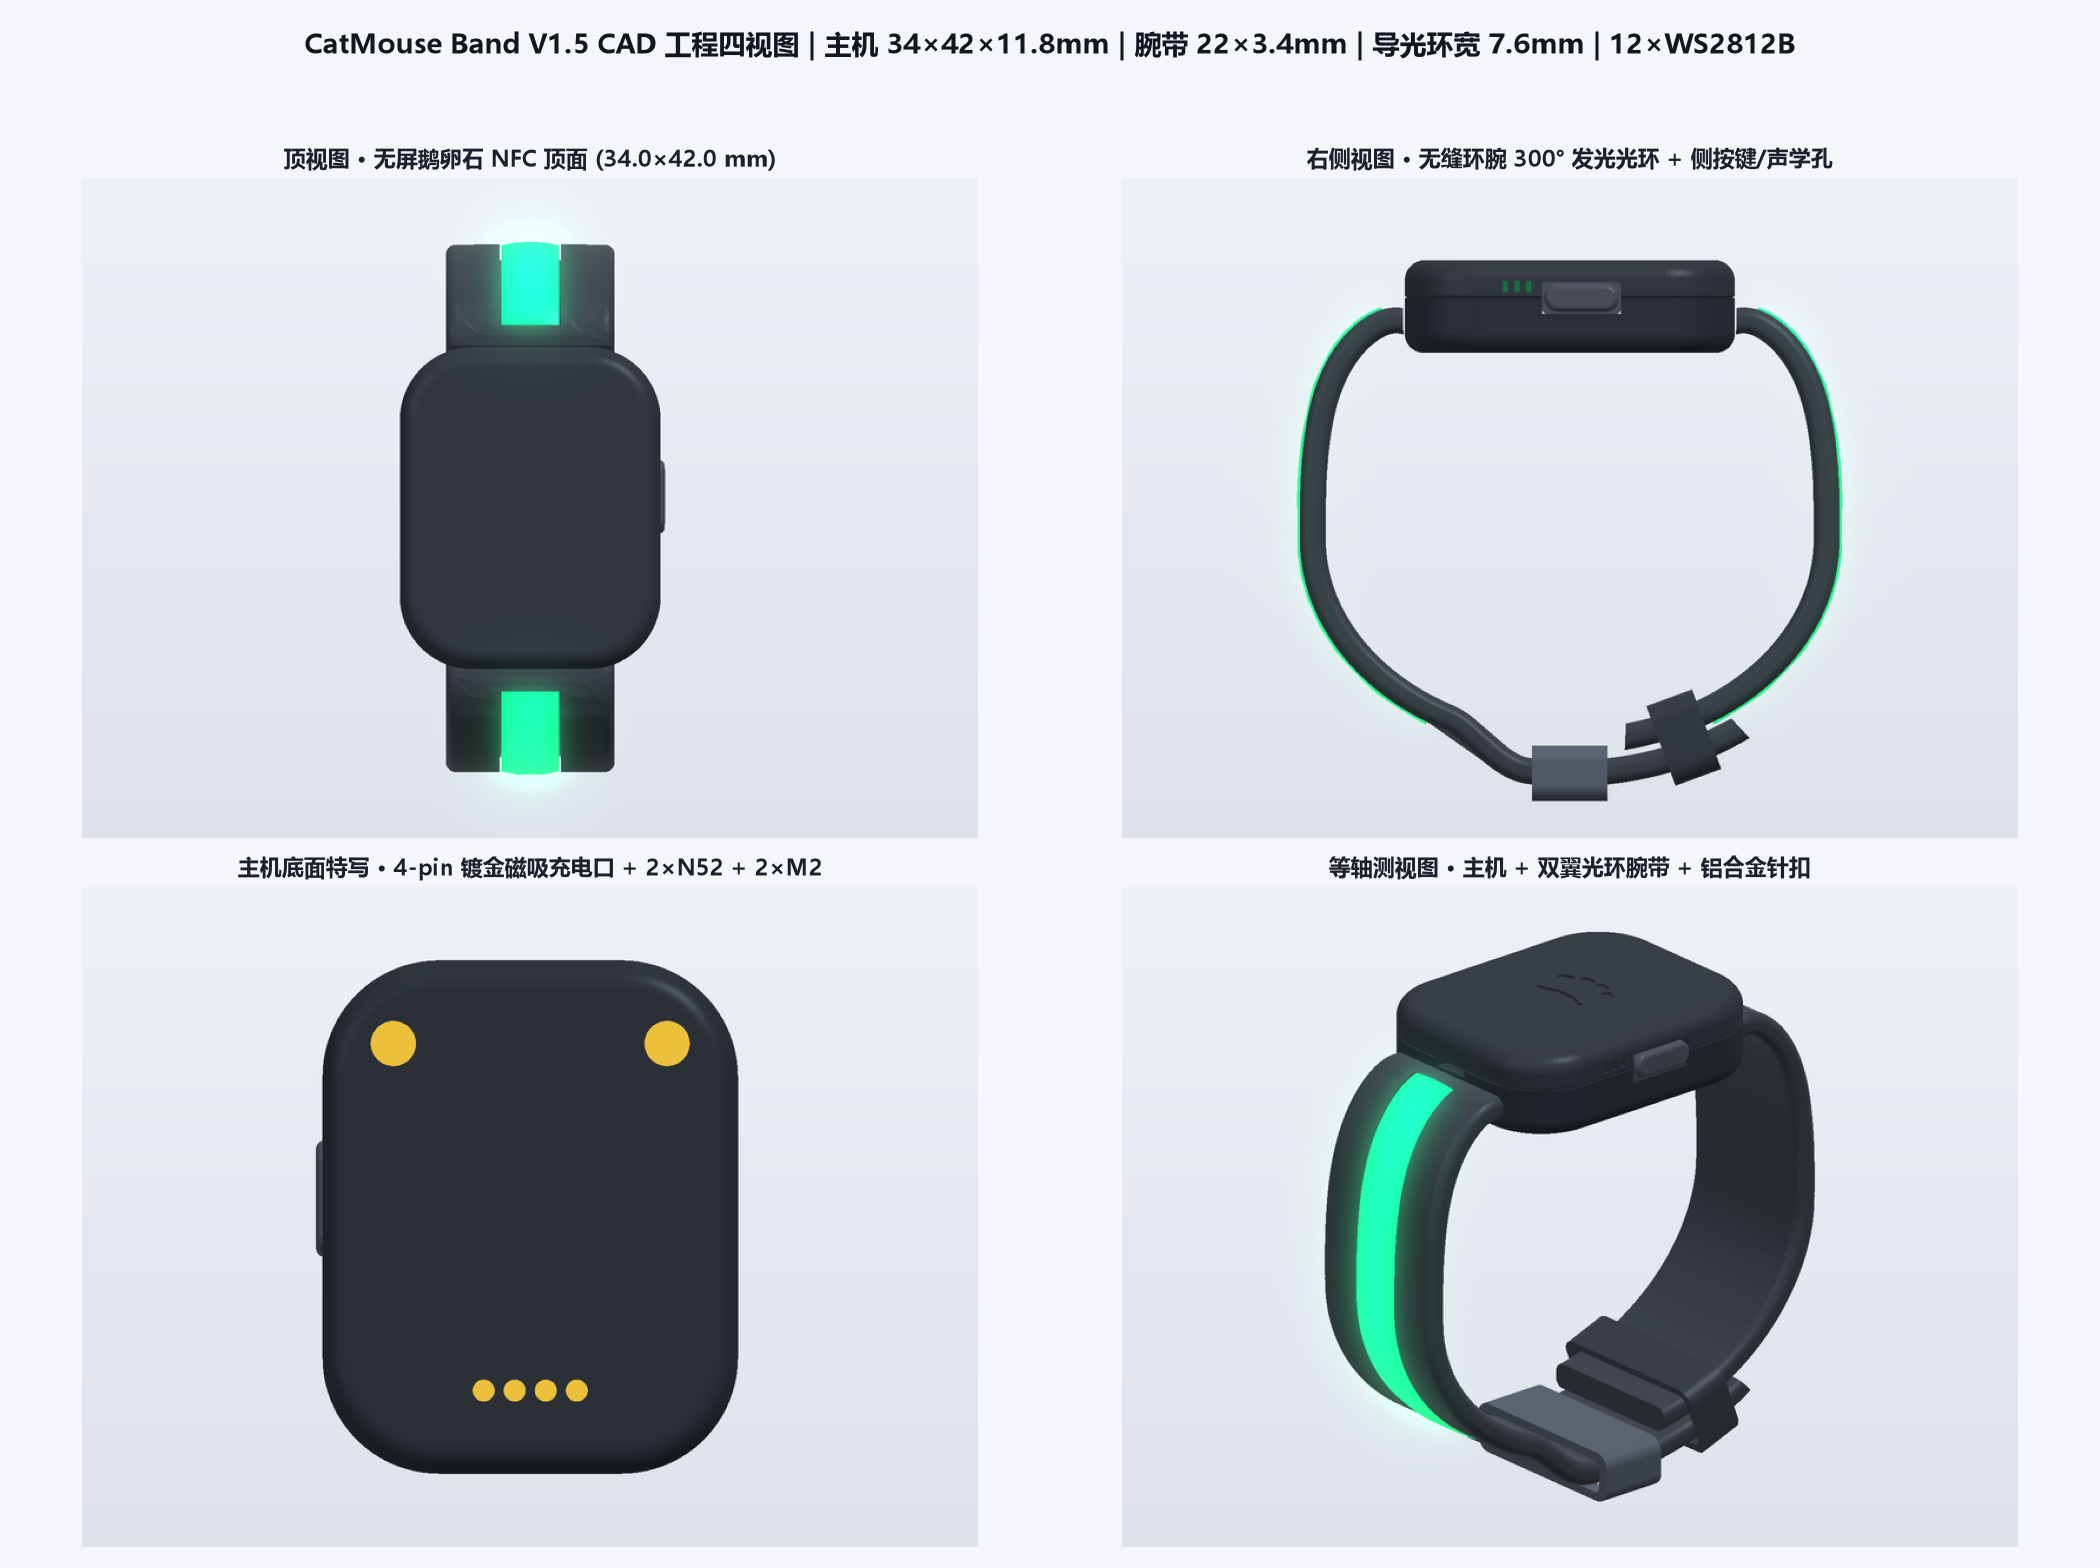 CatMouse Band V1.5 CAD 工程四视图 | 主机 34×42×11.8mm | 腕带 22×3.4mm | 导光环宽 7.6mm | 12×WS2812B
顶视图 • 无屏鹅卵石 NFC 顶面 (34.0×42.0 mm)
右侧视图 • 无缝环腕 300° 发光光环 + 侧按键/声学孔
主机底面特写 • 4-pin 镀金磁吸充电口 + 2×N52 + 2×M2
等轴测视图 • 主机 + 双翼光环腕带 + 铝合金针扣